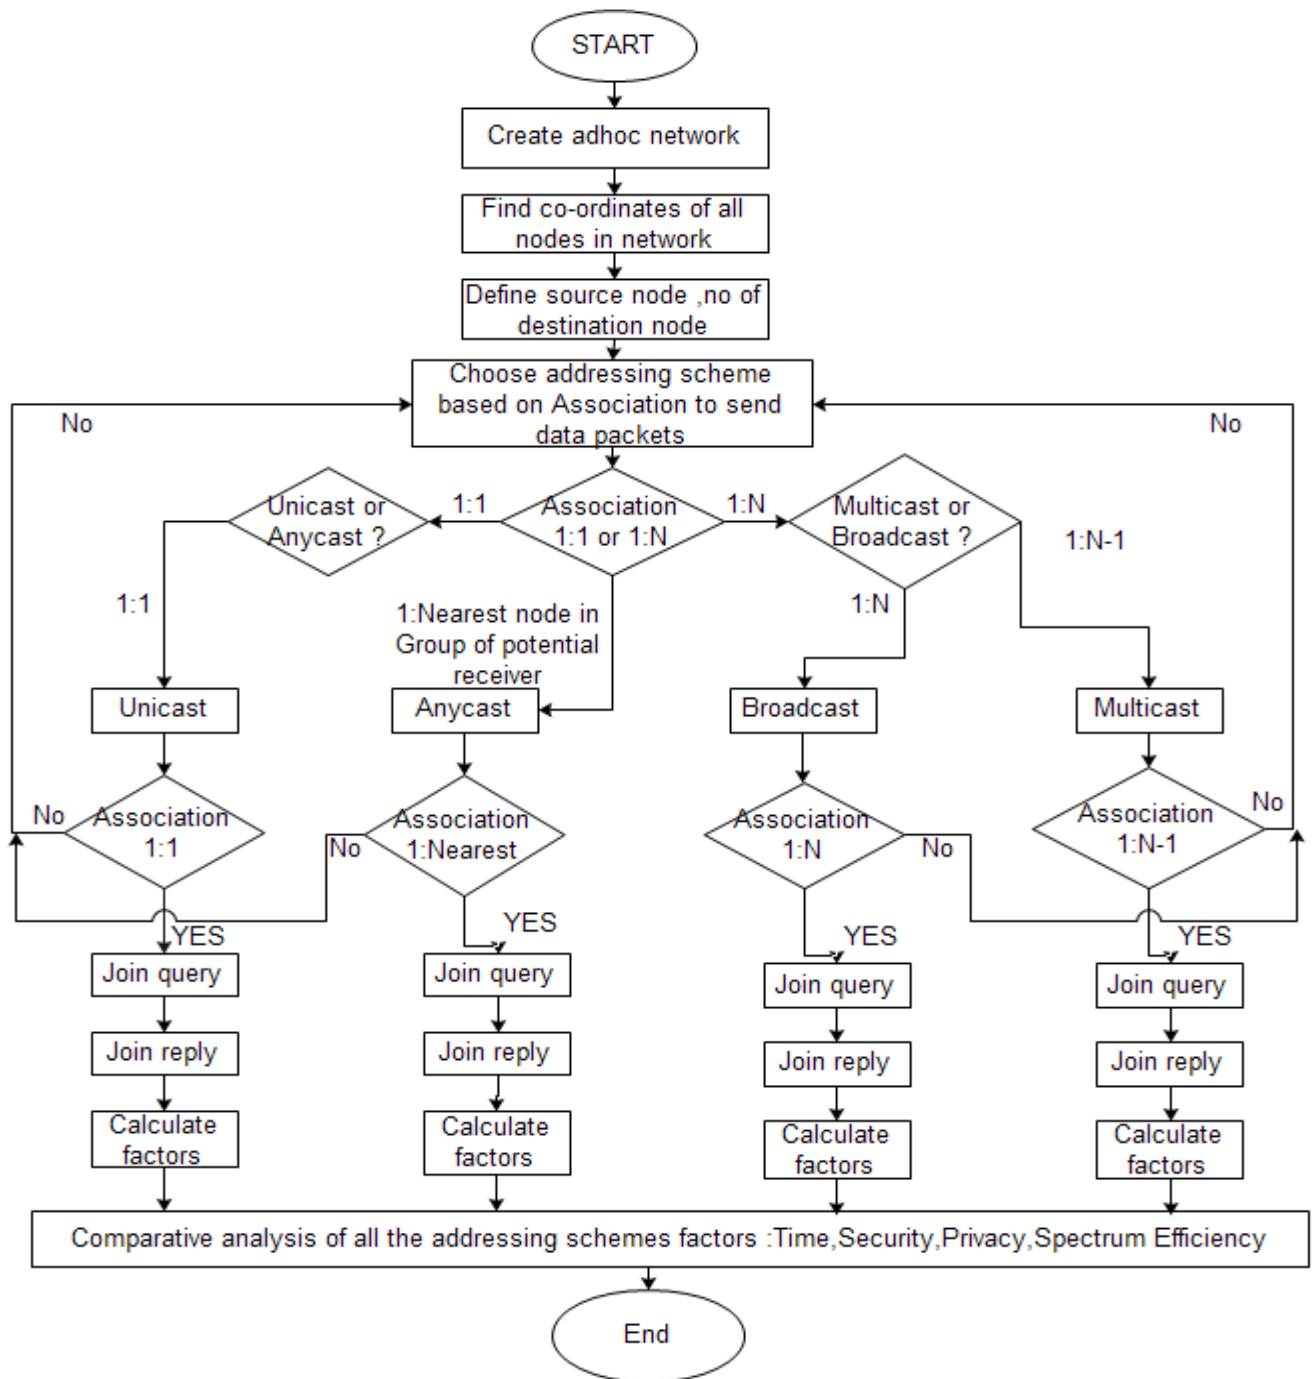 START
Create adhoc network
Find co-ordinates of all
nodes in network
Define source node ,no of
destination node
Choose addressing scheme
based on Association to send
data packets
No
No
Unicast or
Anycast ?
1:1
Association
1:1 or 1:N
1:N
Multicast or
Broadcast ?
1:N-1
1:1
1:Nearest node in
Group of potential
receiver
1:N
Unicast
Anycast
Broadcast
Multicast
No
Association
1:1
No
Association
1:Nearest
Association
1:N
No
Association
1:N-1
No
YES
YES
YES
YES
Join query
Join query
Join query
Join query
Join reply
Join reply
Join reply
Join reply
Calculate
factors
Calculate
factors
Calculate
factors
Calculate
factors
Comparative analysis of all the addressing schemes factors :Time,Security,Privacy,Spectrum Efficiency
End